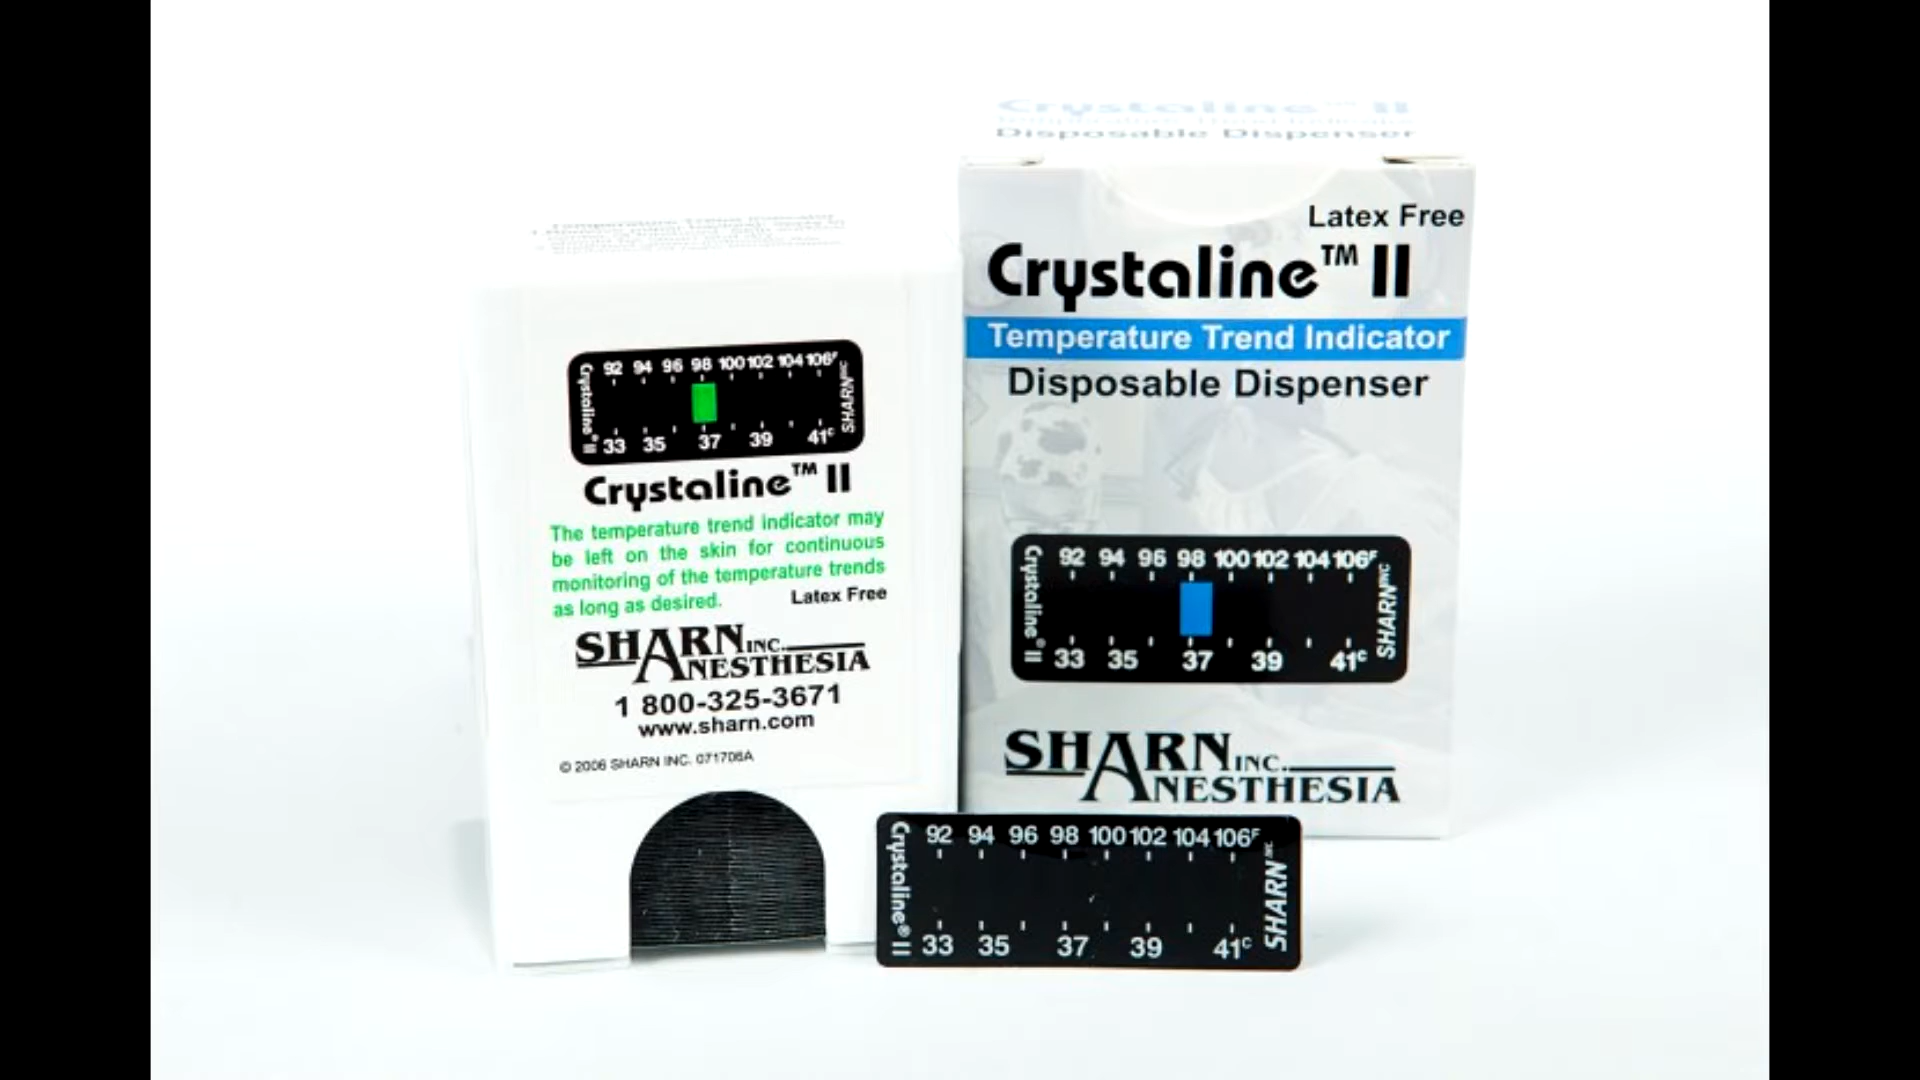 Crystaline™ II
Disposable Dispenser
Latex Free
Crystaline™ II
Temperature Trend Indicator
Disposable Dispenser
92 94 96 98 100 102 104 106F
Crystaline® II
SHARN INC
33 35 37 39 41C
SHARN INC.
ANESTHESIA
92 94 96 98 100 102 104 106F
Crystaline® II
SHARN INC
33 35 37 39 41C
Crystaline™ II
The temperature trend indicator may
be left on the skin for continuous
monitoring of the temperature trends
as long as desired.
Latex Free
SHARN INC.
ANESTHESIA
1 800-325-3671
www.sharn.com
© 2006 SHARN INC. 071706A
92 94 96 98 100 102 104 106F
Crystaline® II
SHARN INC.
33 35 37 39 41C